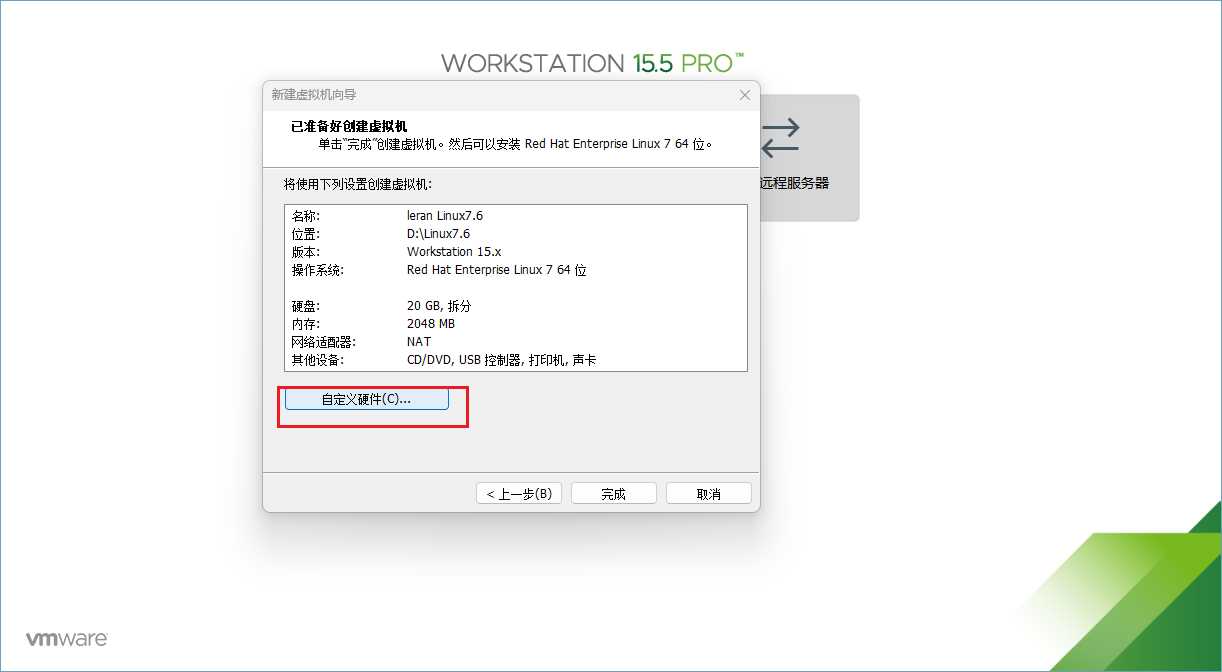 WORKSTATION 15.5 PRO™
新建虚拟机向导
已准备好创建虚拟机
单击"完成"创建虚拟机。然后可以安装 Red Hat Enterprise Linux 7 64 位。
远程服务器
将使用下列设置创建虚拟机:
名称: leran Linux7.6
位置: D:\Linux7.6
版本: Workstation 15.x
操作系统: Red Hat Enterprise Linux 7 64 位
硬盘: 20 GB, 拆分
内存: 2048 MB
网络适配器: NAT
其他设备: CD/DVD, USB 控制器, 打印机, 声卡
自定义硬件(C)...
< 上一步(B) 完成 取消
vmware